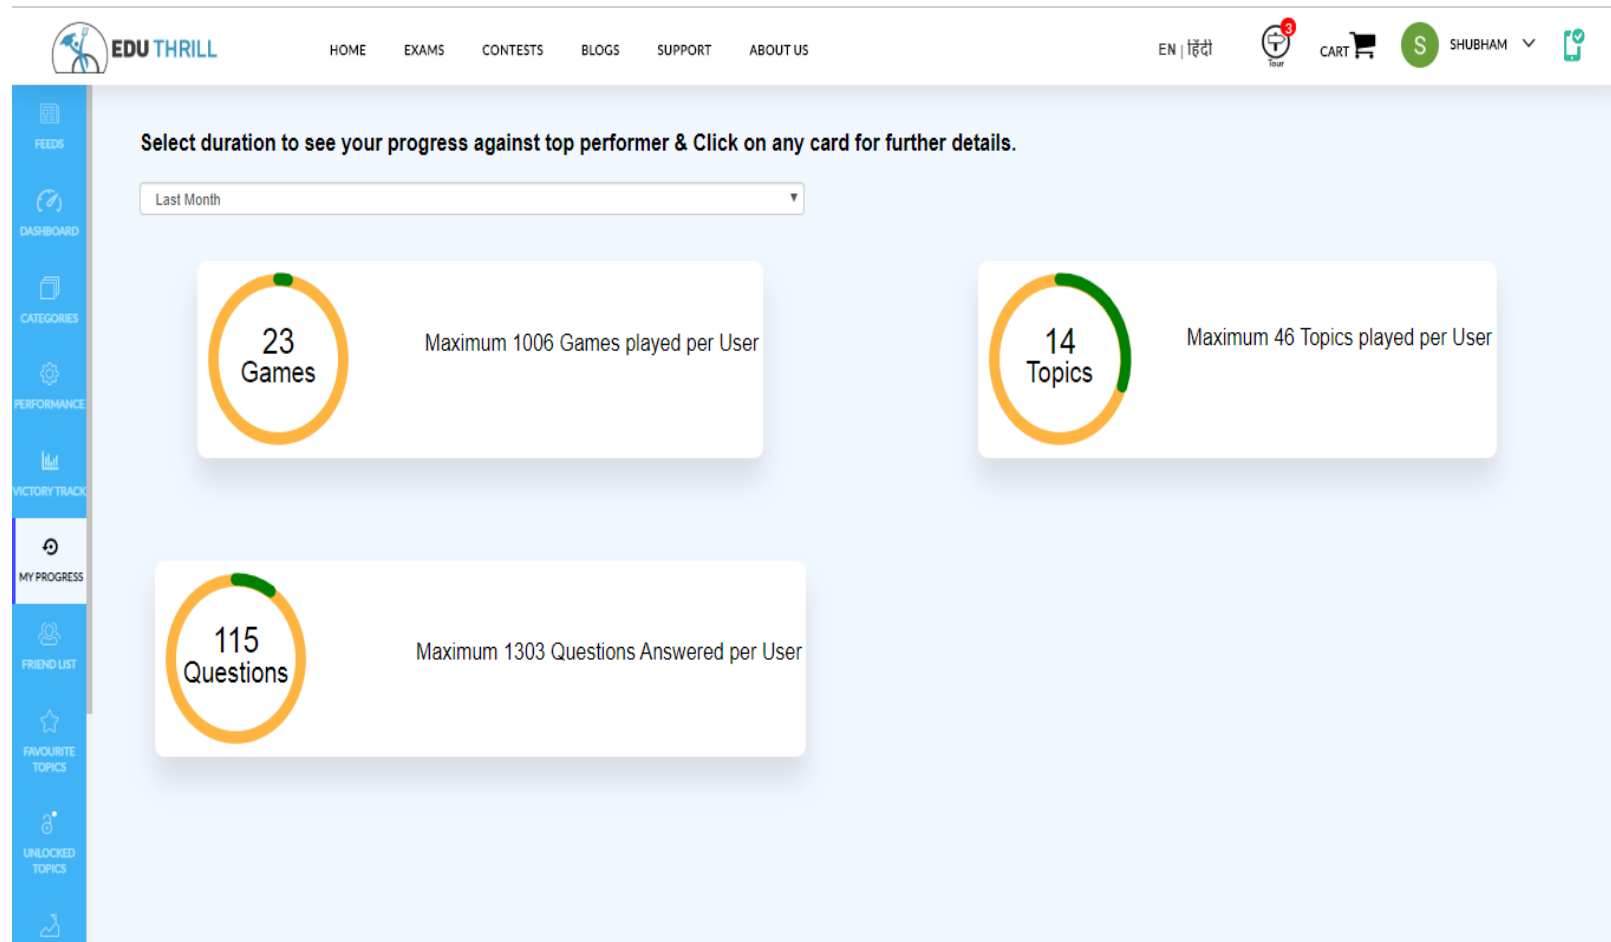 EDU THRILL
HOME EXAMS CONTESTS BLOGS SUPPORT ABOUT US
EN | हिंदी
3
Tour
CART
S
SHUBHAM
FEEDS
DASHBOARD
CATEGORIES
PERFORMANCE
VICTORY TRACK
MY PROGRESS
FRIEND LIST
FAVOURITE
TOPICS
UNLOCKED
TOPICS
Select duration to see your progress against top performer & Click on any card for further details.
Last Month
23
Games
Maximum 1006 Games played per User
14
Topics
Maximum 46 Topics played per User
115
Questions
Maximum 1303 Questions Answered per User